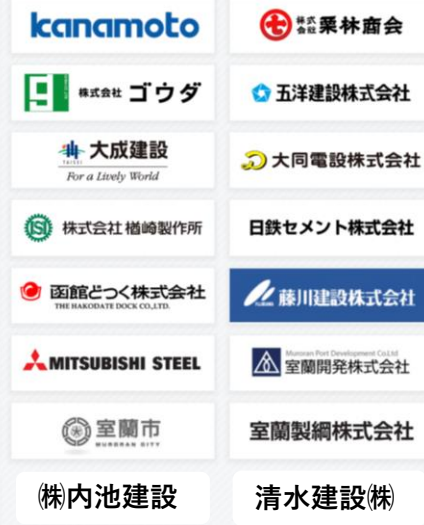 kanamoto
株式会社 栗林商会
株式会社 ゴウダ
五洋建設株式会社
大成建設
TAISEI
For a Lively World
大同電設株式会社
株式会社 楢崎製作所
日鉄セメント株式会社
函館どつく株式会社
THE HAKODATE DOCK CO.,LTD.
藤川建設株式会社
MITSUBISHI STEEL
Muroran Port Development Co.Ltd
室蘭開発株式会社
室蘭市
MURORAN CITY
室蘭製綱株式会社
㈱内池建設
清水建設㈱